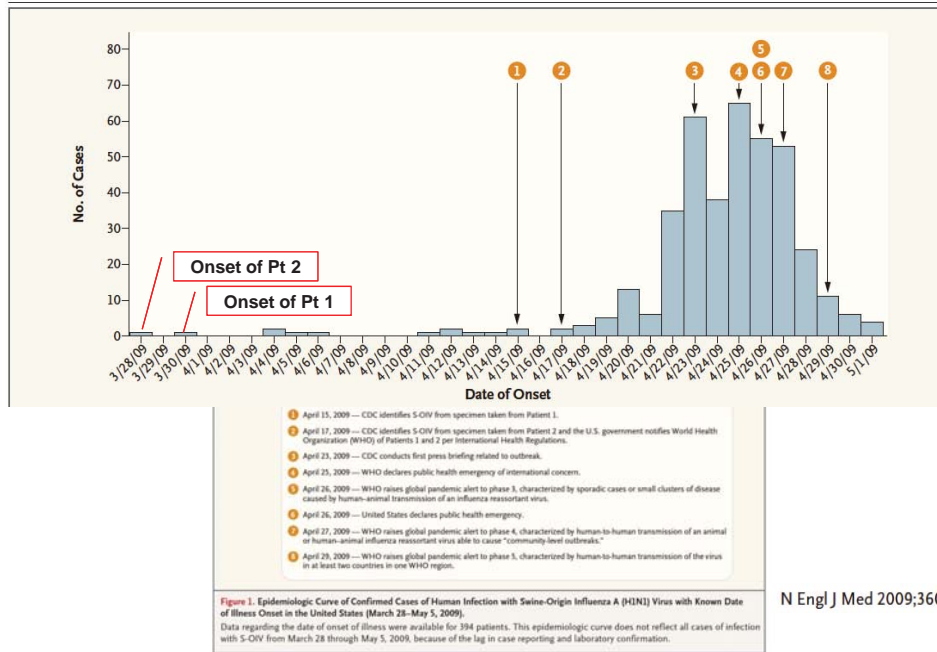 80
70
60
50
40
30
20
10
0
No. of Cases
1
2
3
4
5
6
7
8
Onset of Pt 2
Onset of Pt 1
3/28/09
3/29/09
3/30/09
4/1/09
4/2/09
4/3/09
4/4/09
4/5/09
4/6/09
4/7/09
4/8/09
4/9/09
4/10/09
4/11/09
4/12/09
4/13/09
4/14/09
4/15/09
4/16/09
4/17/09
4/18/09
4/19/09
4/20/09
4/21/09
4/22/09
4/23/09
4/24/09
4/25/09
4/26/09
4/27/09
4/28/09
4/29/09
4/30/09
5/1/09
Date of Onset
1 April 15, 2009 — CDC identifies S-OIV from specimen taken from Patient 1.
2 April 17, 2009 — CDC identifies S-OIV from specimen taken from Patient 2 and the U.S. government notifies World Health
Organization (WHO) of Patients 1 and 2 per International Health Regulations.
3 April 23, 2009 — CDC conducts first press briefing related to outbreak.
4 April 25, 2009 — WHO declares public health emergency of international concern.
5 April 26, 2009 — WHO raises global pandemic alert to phase 3, characterized by sporadic cases or small clusters of disease
caused by human–animal transmission of an influenza reassortant virus.
6 April 26, 2009 — United States declares public health emergency.
7 April 27, 2009 — WHO raises global pandemic alert to phase 4, characterized by human-to-human transmission of an animal
or human–animal influenza reassortant virus able to cause “community-level outbreaks.”
8 April 29, 2009 — WHO raises global pandemic alert to phase 5, characterized by human-to-human transmission of the virus
in at least two countries in one WHO region.
Figure 1. Epidemiologic Curve of Confirmed Cases of Human Infection with Swine-Origin Influenza A (H1N1) Virus with Known Date
of Illness Onset in the United States (March 28–May 5, 2009).
Data regarding the date of onset of illness were available for 394 patients. This epidemiologic curve does not reflect all cases of infection
with S-OIV from March 28 through May 5, 2009, because of the lag in case reporting and laboratory confirmation.
N Engl J Med 2009;360